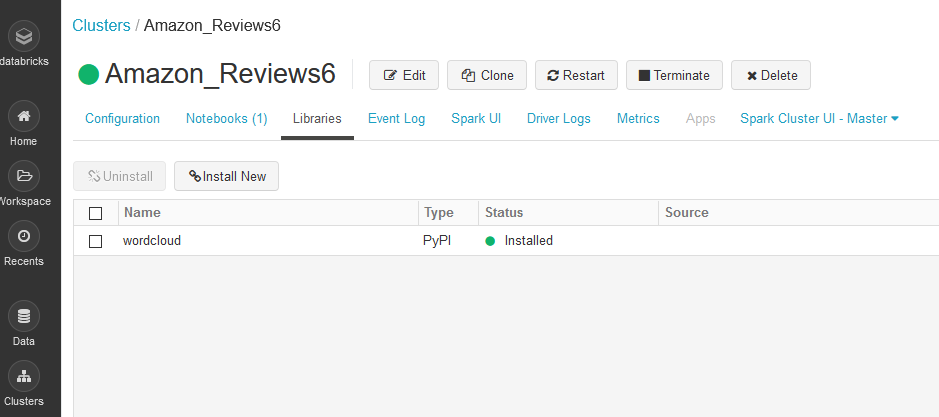 Clusters / Amazon_Reviews6
databricks
Amazon_Reviews6
Edit
Clone
Restart
Terminate
Delete
Configuration
Notebooks (1)
Libraries
Event Log
Spark UI
Driver Logs
Metrics
Apps
Spark Cluster UI - Master
Home
Uninstall
Install New
Workspace
Name
Type
Status
Source
wordcloud
PyPI
Installed
Recents
Data
Clusters